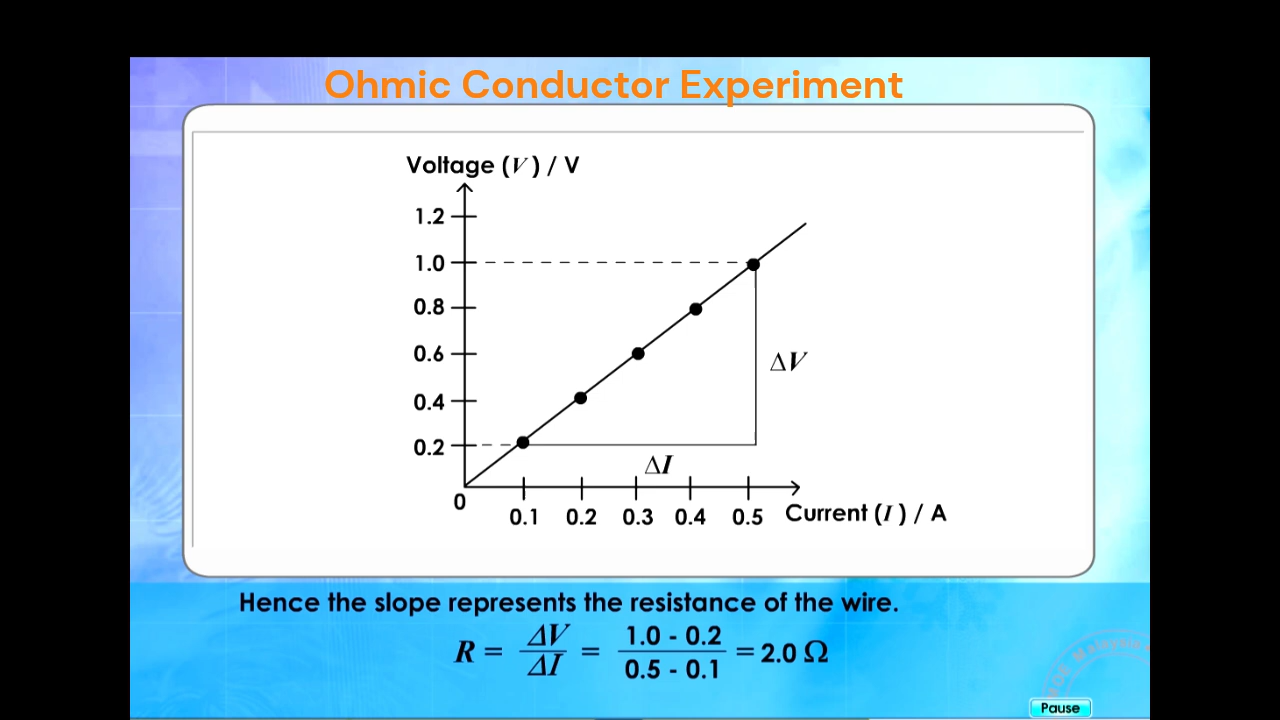 Ohmic Conductor Experiment
Voltage (V) / V
1.2
1.0
0.8
0.6
0.4
0.2
0
ΔV
ΔI
0.1 0.2 0.3 0.4 0.5
Current (I) / A
Hence the slope represents the resistance of the wire.
R = ΔV/ΔI = 1.0 - 0.2/0.5 - 0.1 = 2.0 Ω
Malaysia
Pause